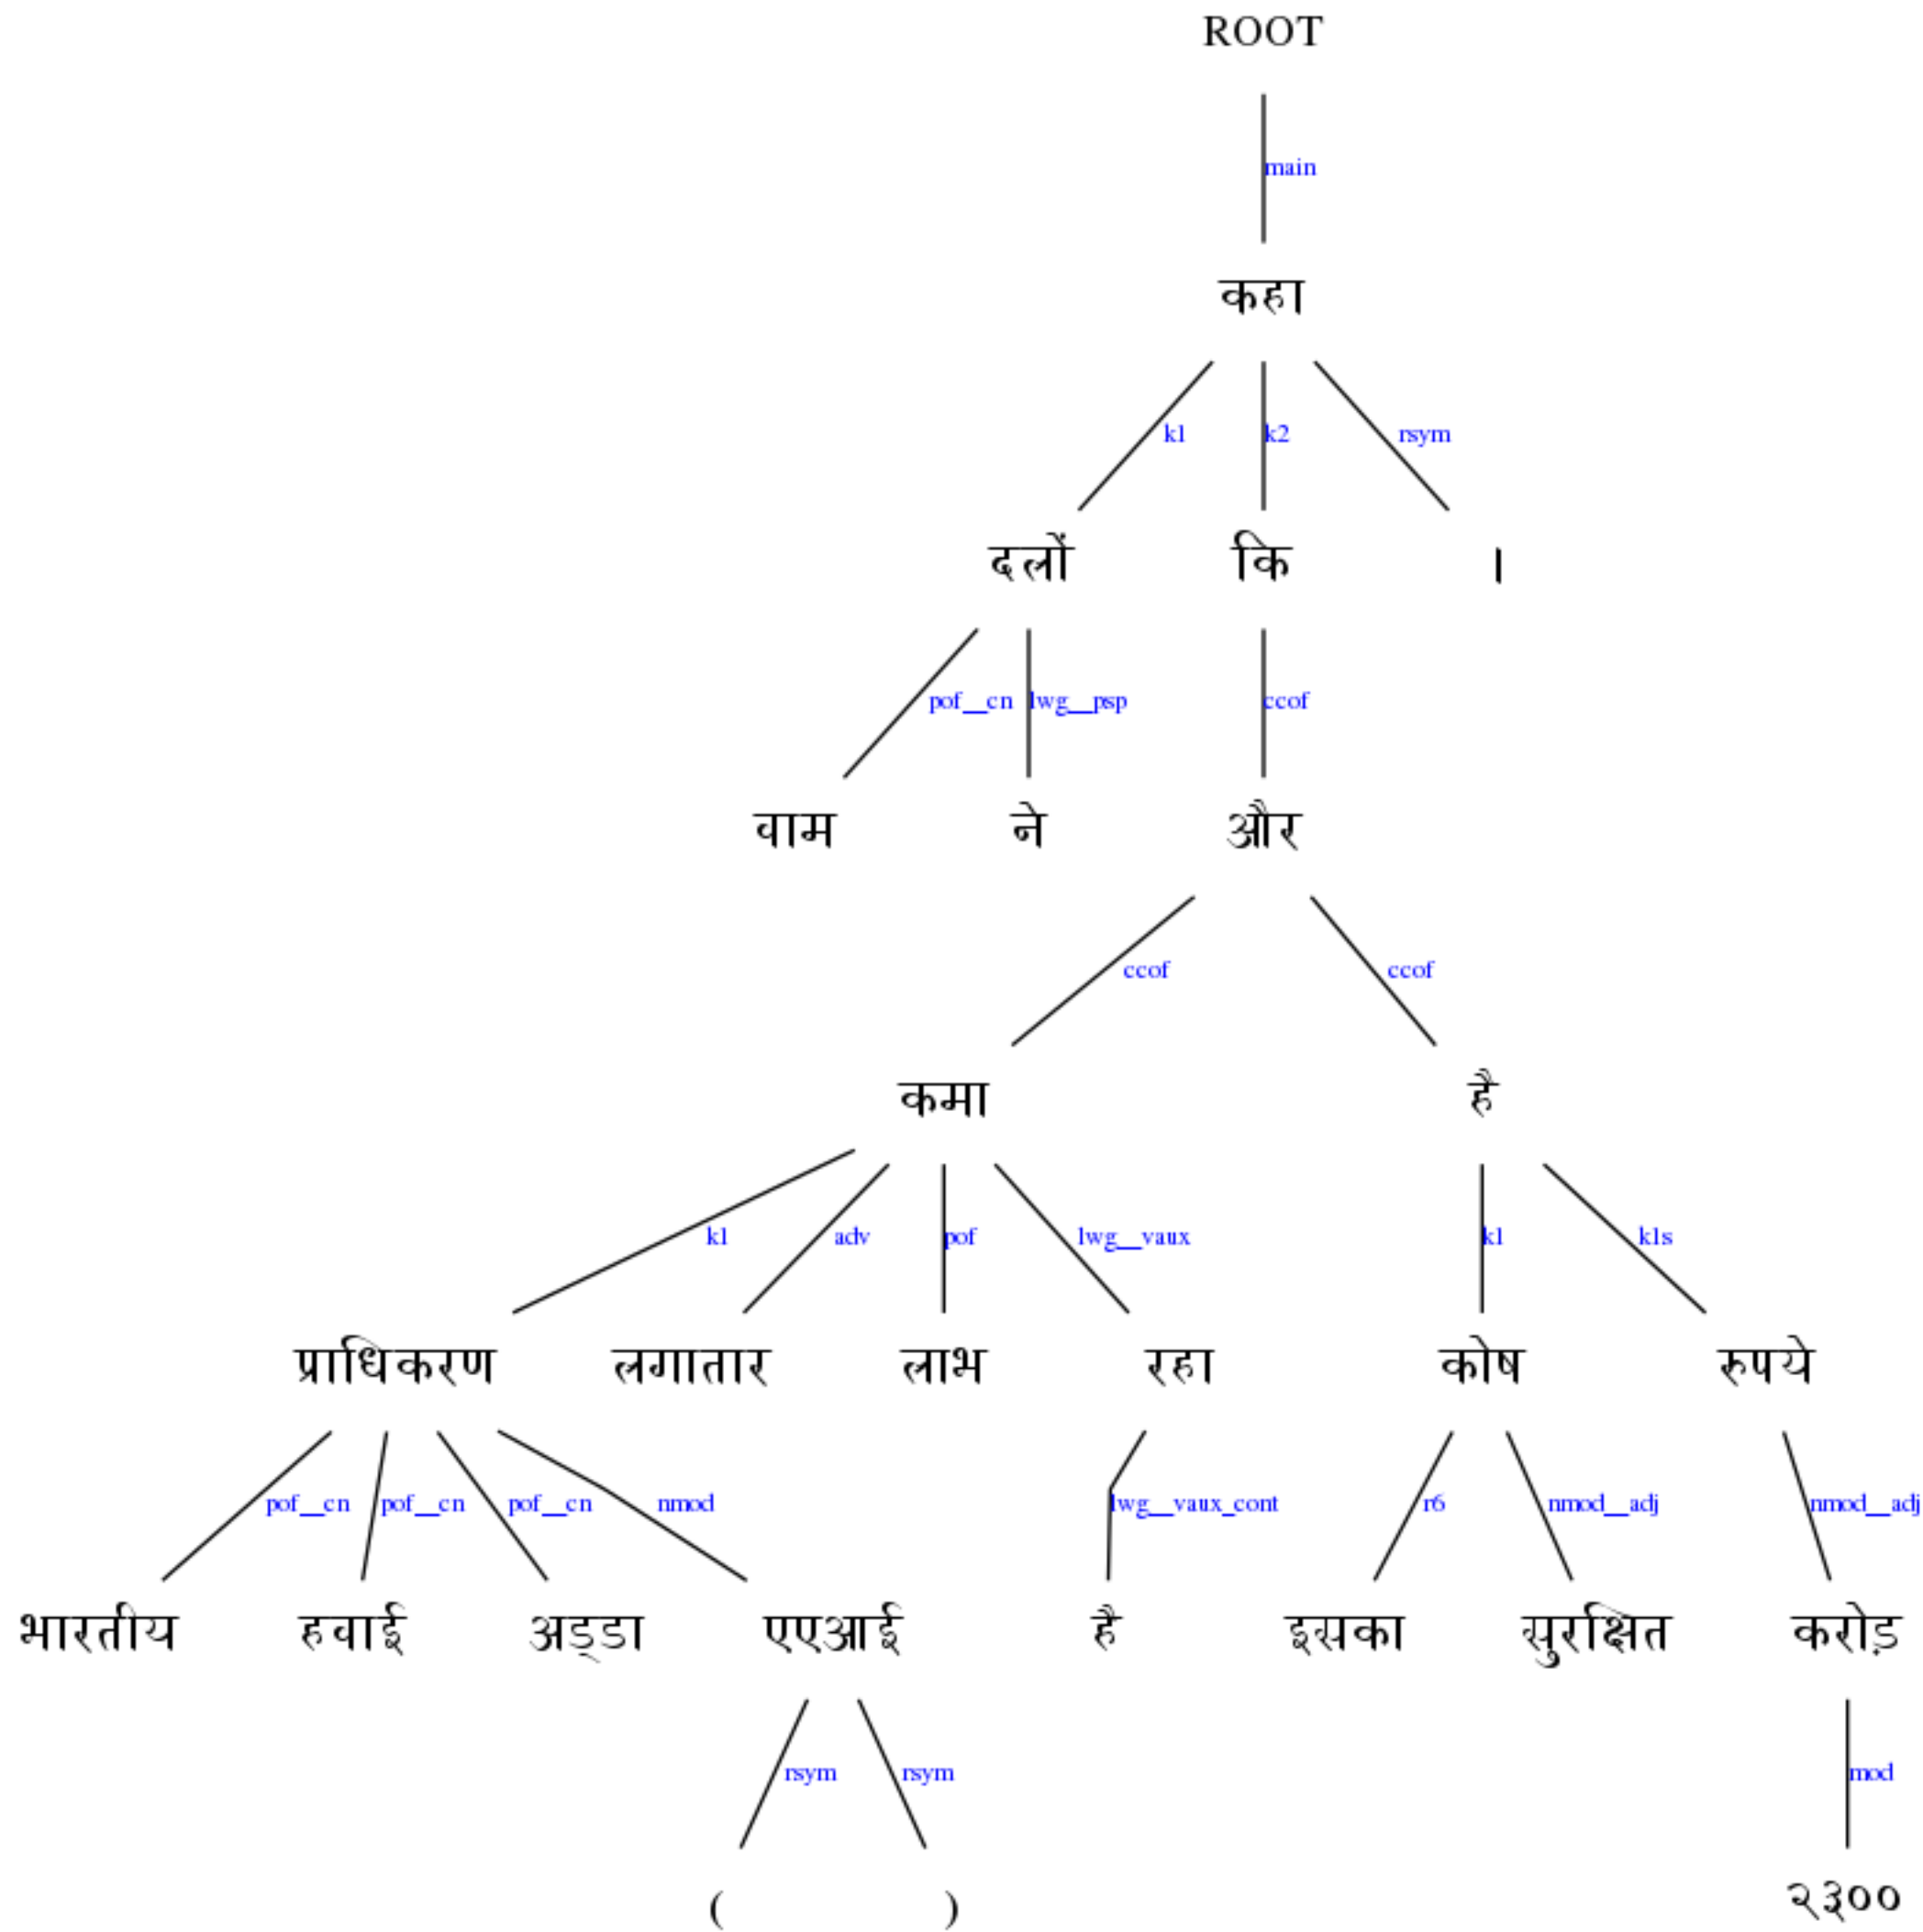 ROOT
main
कहा
k1 k2 rsym
दलों कि ।
pof__cn lwg__psp ccof
वाम ने और
ccof ccof
कमा है
k1 adv pof lwg__vaux k1 k1s
प्राधिकरण लगातार लाभ रहा कोष रुपये
pof__cn pof__cn pof__cn nmod lwg__vaux_cont r6 nmod__adj nmod__adj
भारतीय हवाई अड्डा एएआई है इसका सुरक्षित करोड़
rsym rsym mod
( ) २३००